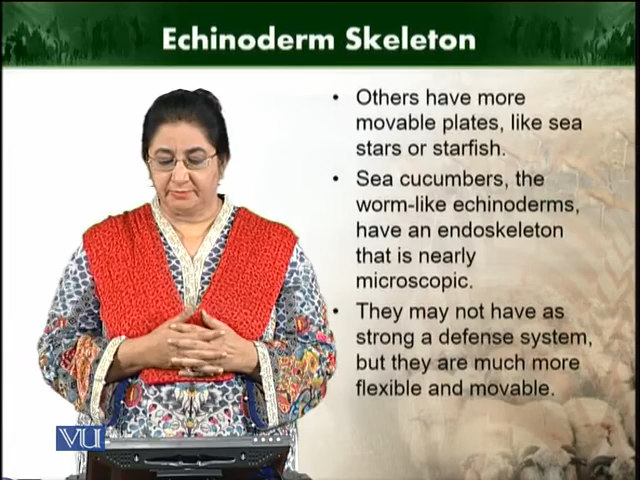 Echinoderm Skeleton
• Others have more
movable plates, like sea
stars or starfish.
• Sea cucumbers, the
worm-like echinoderms,
have an endoskeleton
that is nearly
microscopic.
• They may not have as
strong a defense system,
but they are much more
flexible and movable.
VU